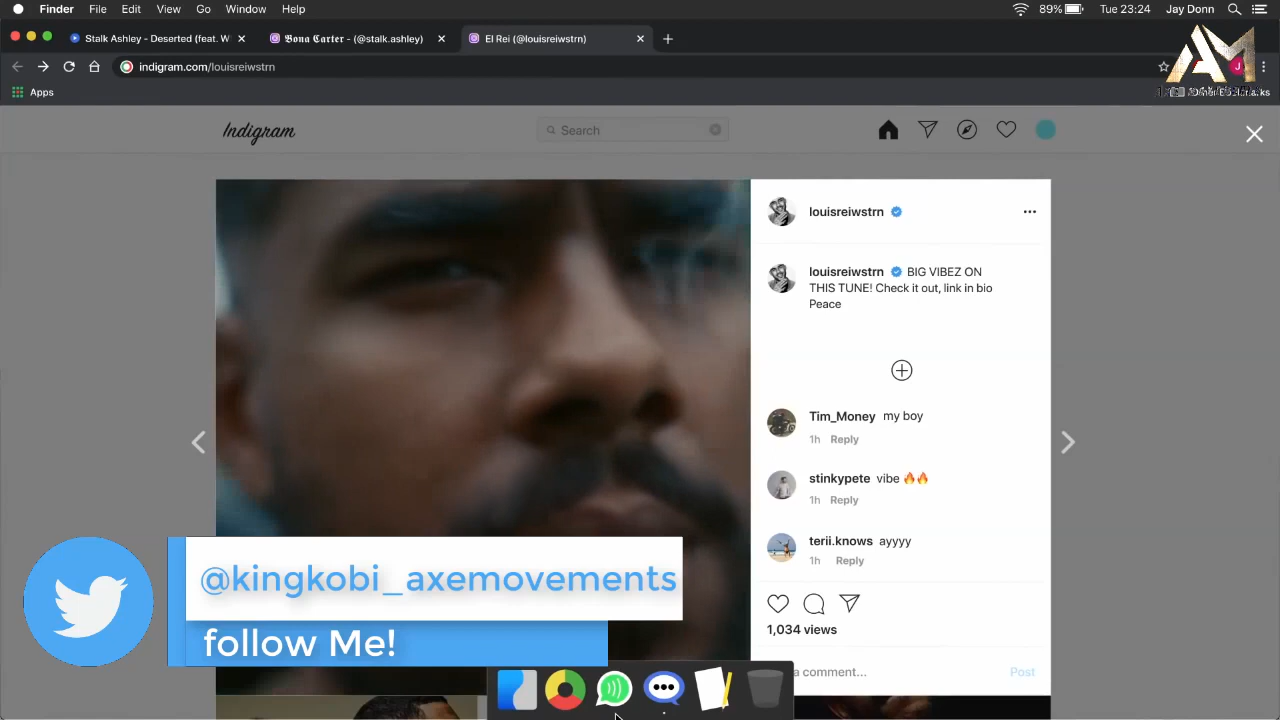 Finder File Edit View Go Window Help 89% Tue 23:24 Jay Donn
Stalk Ashley - Deserted (feat. W
𝕭𝖔𝖓𝖆 𝕮𝖆𝖗𝖙𝖊𝖗 - (@stalk.ashley)
El Rei (@louisreiwstrn)
indigram.com/louisreiwstrn
AM
J
Apps
Indigram
Search
louisreiwstrn
louisreiwstrn BIG VIBEZ ON
THIS TUNE! Check it out, link in bio
Peace
Tim_Money my boy
1h Reply
stinkypete vibe 🔥🔥
1h Reply
terii.knows ayyyy
1h Reply
1,034 views
a comment...
Post
@kingkobi_axemovements
follow Me!